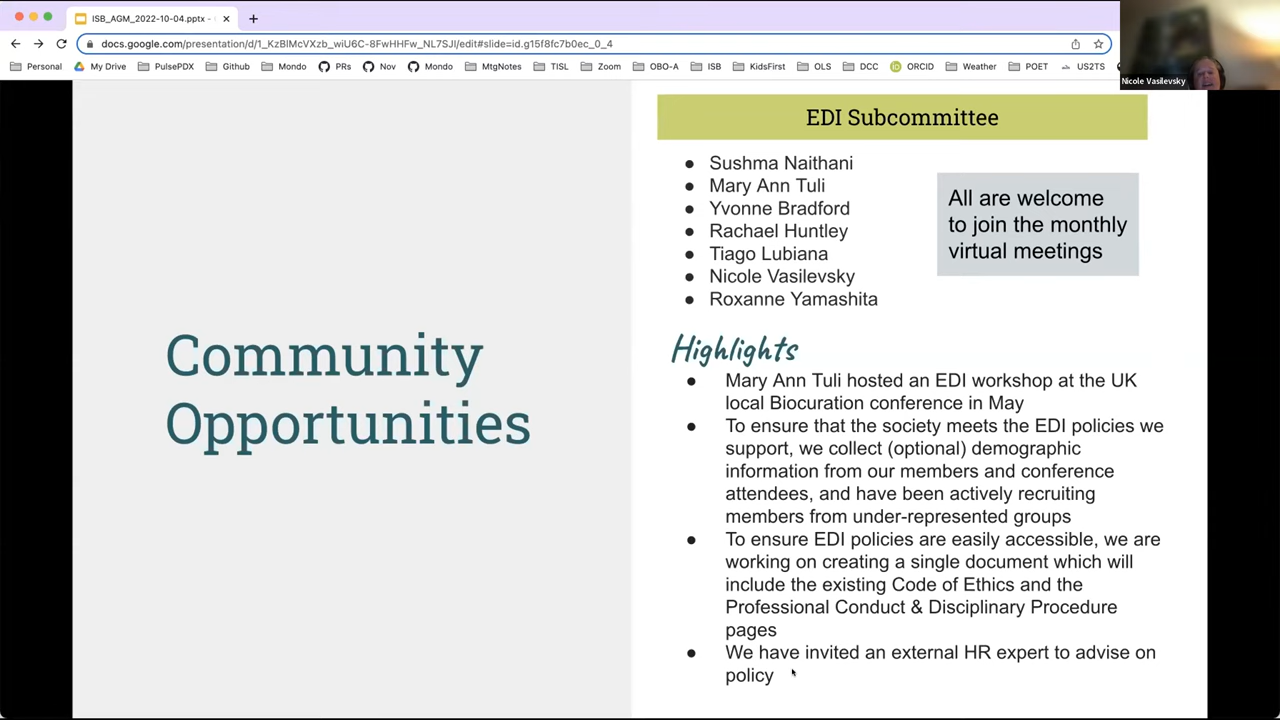 ISB_AGM_2022-10-04.pptx -
docs.google.com/presentation/d/1_KzBlMcVXzb_wiU6C-8FwHHFw_NL7SJI/edit#slide=id.g15f8fc7b0ec_0_4
Personal My Drive PulsePDX Github Mondo PRs Nov Mondo MtgNotes TISL Zoom OBO-A ISB KidsFirst OLS DCC ORCID Weather POET US2TS
Nicole Vasilevsky
Community
Opportunities
EDI Subcommittee
● Sushma Naithani
● Mary Ann Tuli
● Yvonne Bradford
● Rachael Huntley
● Tiago Lubiana
● Nicole Vasilevsky
● Roxanne Yamashita
All are welcome
to join the monthly
virtual meetings
Highlights
● Mary Ann Tuli hosted an EDI workshop at the UK
local Biocuration conference in May
● To ensure that the society meets the EDI policies we
support, we collect (optional) demographic
information from our members and conference
attendees, and have been actively recruiting
members from under-represented groups
● To ensure EDI policies are easily accessible, we are
working on creating a single document which will
include the existing Code of Ethics and the
Professional Conduct & Disciplinary Procedure
pages
● We have invited an external HR expert to advise on
policy